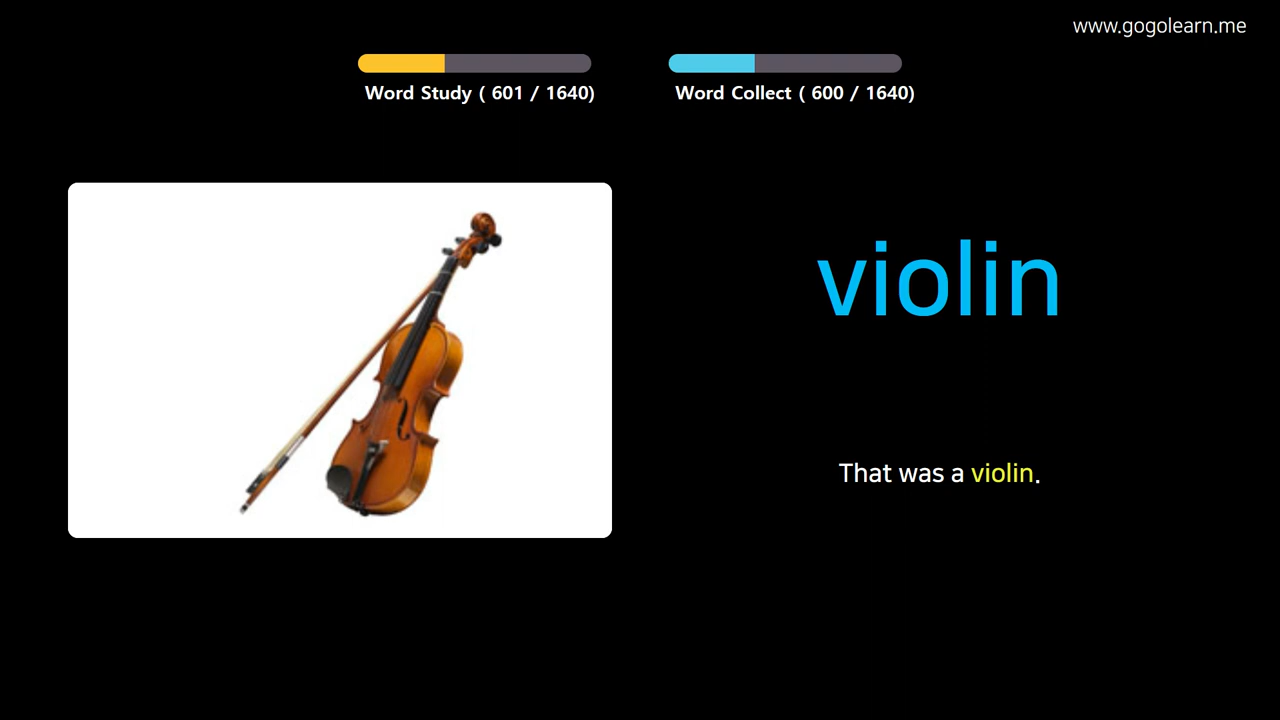 www.gogolearn.me
Word Study ( 601 / 1640)
Word Collect ( 600 / 1640)
violin
That was a violin.